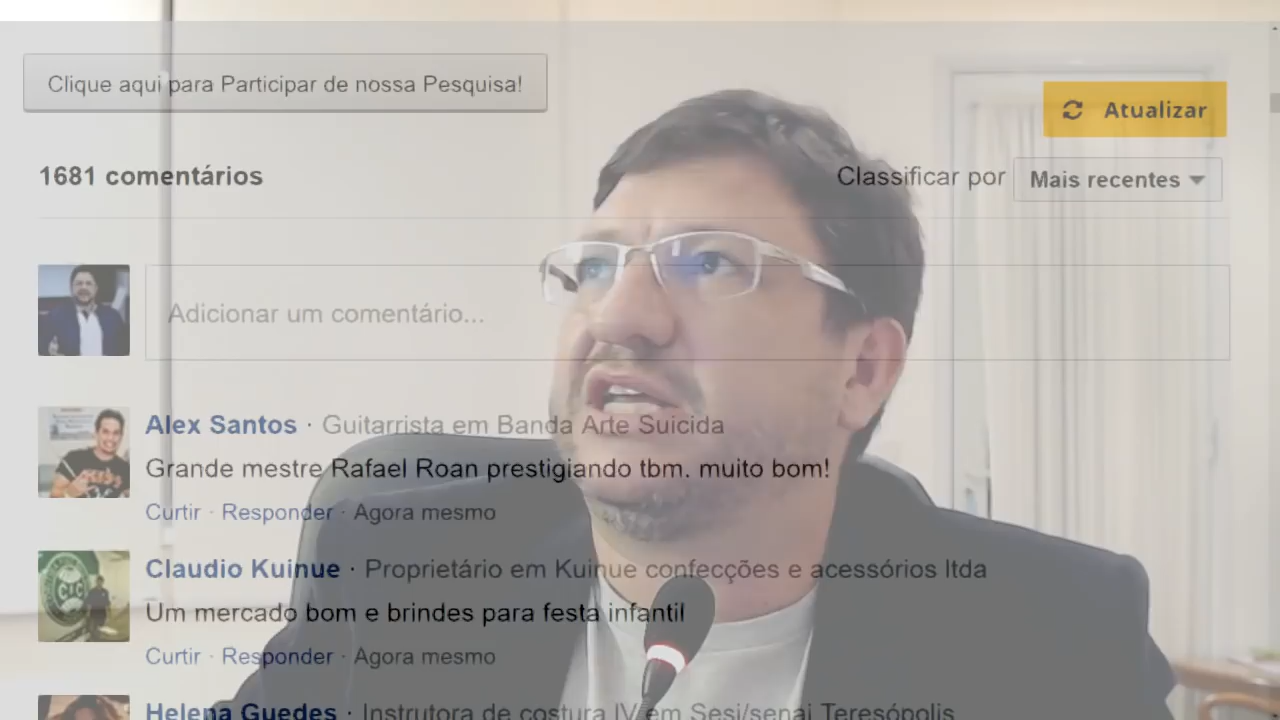 Clique aqui para Participar de nossa Pesquisa!
Atualizar
1681 comentários
Classificar por Mais recentes
Adicionar um comentário...
Alex Santos · Guitarrista em Banda Arte Suicida
Grande mestre Rafael Roan prestigiando tbm. muito bom!
Curtir · Responder · Agora mesmo
Claudio Kuinue · Proprietário em Kuinue confecções e acessórios ltda
Um mercado bom e brindes para festa infantil
Curtir · Responder · Agora mesmo
Helena Guedes · Instrutora de costura IV em Sesi/senai Teresópolis